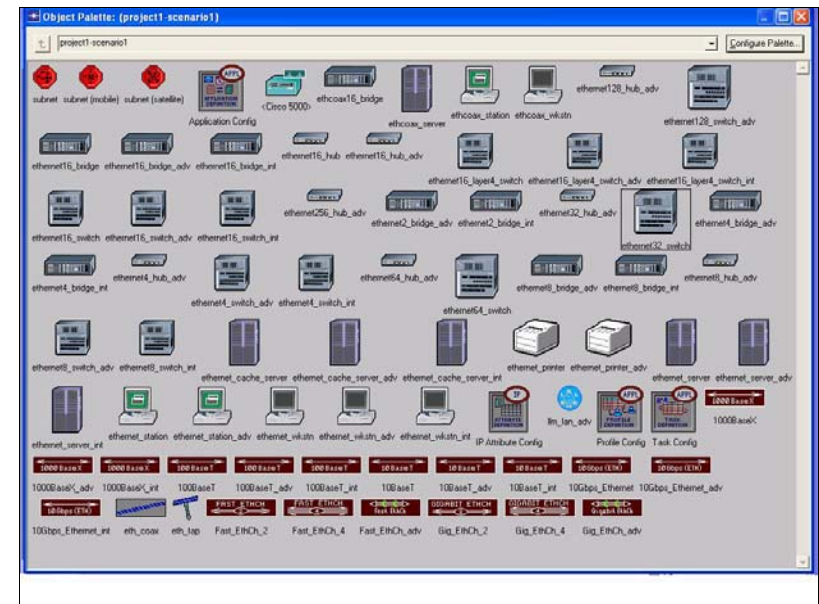 Object Palette: (project1-scenario1)
project1-scenario1
Configure Palette...
subnet subnet (mobile) subnet (satellite) Application Config <Cisco 5000> ethcoax16_bridge ethcoax_server ethcoax_station ethcoax_wkstn ethernet128_hub_adv ethernet128_switch_adv
ethernet16_bridge ethernet16_bridge_adv ethernet16_bridge_int ethernet16_hub ethernet16_hub_adv ethernet16_layer4_switch ethernet16_layer4_switch_adv ethernet16_layer4_switch_int
ethernet16_switch ethernet16_switch_adv ethernet16_switch_int ethernet256_hub_adv ethernet2_bridge_adv ethernet2_bridge_int ethernet32_hub_adv ethernet32_switch ethernet4_bridge_adv
ethernet4_bridge_int ethernet4_hub_adv ethernet4_switch_adv ethernet4_switch_int ethernet64_hub_adv ethernet64_switch ethernet8_bridge_adv ethernet8_bridge_int ethernet8_hub_adv
ethernet8_switch_adv ethernet8_switch_int ethernet_cache_server ethernet_cache_server_adv ethernet_cache_server_int ethernet_printer ethernet_printer_adv ethernet_server ethernet_server_adv
ethernet_server_int ethernet_station ethernet_station_adv ethernet_wkstn ethernet_wkstn_adv ethernet_wkstn_int IP Attribute Config llm_lan_adv Profile Config Task Config 1000BaseX
1000BaseX_adv 1000BaseX_int 100BaseT 100BaseT_adv 100BaseT_int 10BaseT 10BaseT_adv 10BaseT_int 10Gbps_Ethernet 10Gbps_Ethernet_adv
10Gbps_Ethernet_int eth_coax eth_tap Fast_EthCh_2 Fast_EthCh_4 Fast_EthCh_adv Gig_EthCh_2 Gig_EthCh_4 Gig_EthCh_adv